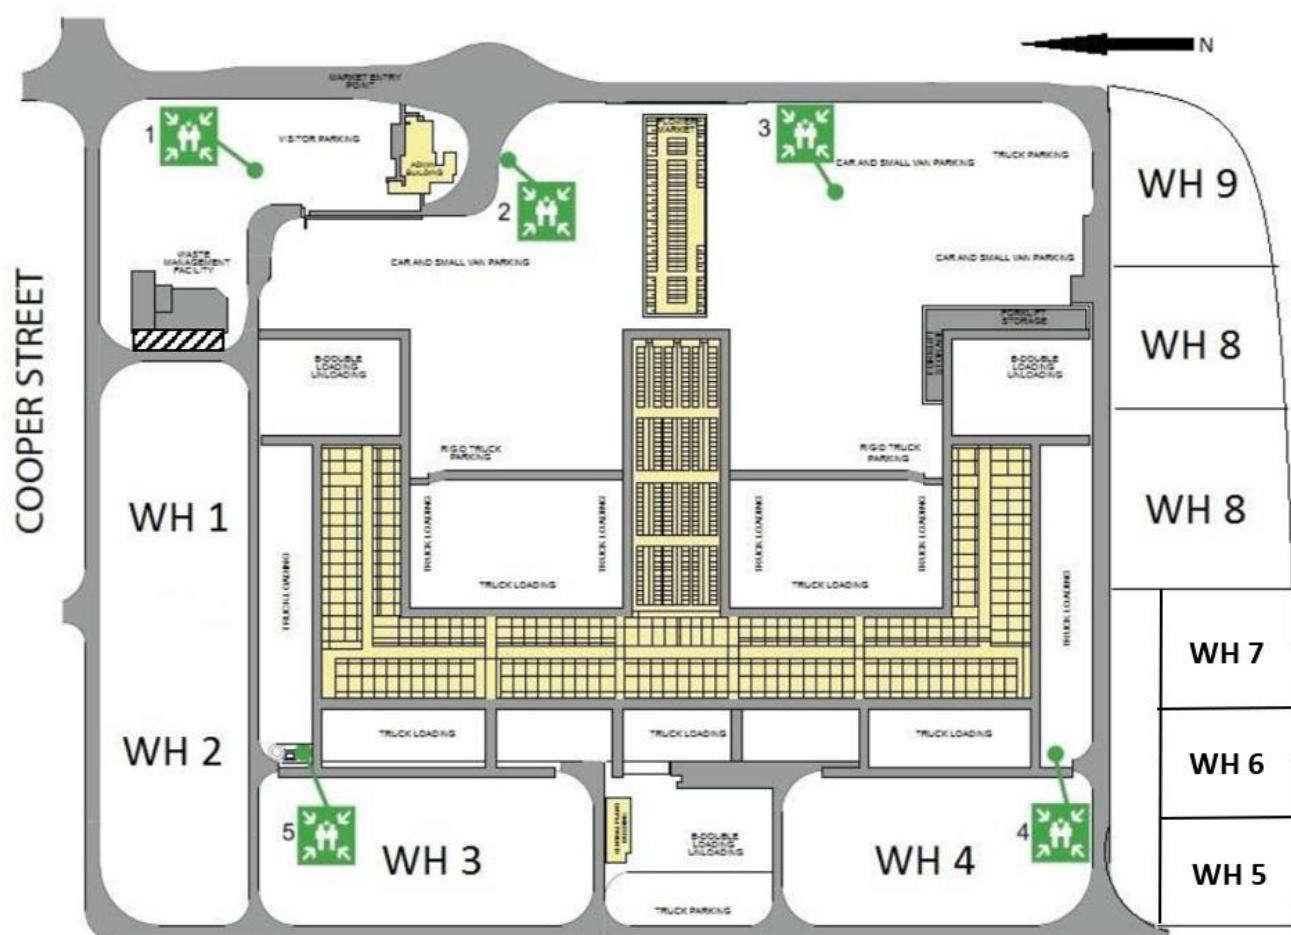 N
MARKET ENTRY
POINT
1
VISITOR PARKING
ADMIN
BUILDING
2
FLOWER
MARKET
3
CAR AND SMALL VAN PARKING
TRUCK PARKING
WH 9
WASTE
MANAGEMENT
FACILITY
CAR AND SMALL VAN PARKING
CAR AND SMALL VAN PARKING
COOPER STREET
FORKLIFT
STORAGE
FORKLIFT
STORAGE
B-DOUBLE
LOADING
UNLOADING
B-DOUBLE
LOADING
UNLOADING
WH 8
RIGID TRUCK
PARKING
RIGID TRUCK
PARKING
WH 1
WH 8
TRUCK LOADING
TRUCK LOADING
TRUCK LOADING
TRUCK LOADING
TRUCK LOADING
TRUCK LOADING
TRUCK LOADING
TRUCK LOADING
WH 7
WH 2
TRUCK LOADING
TRUCK LOADING
TRUCK LOADING
WH 6
5
WH 3
B-DOUBLE
LOADING
UNLOADING
WH 4
4
WH 5
TRUCK PARKING